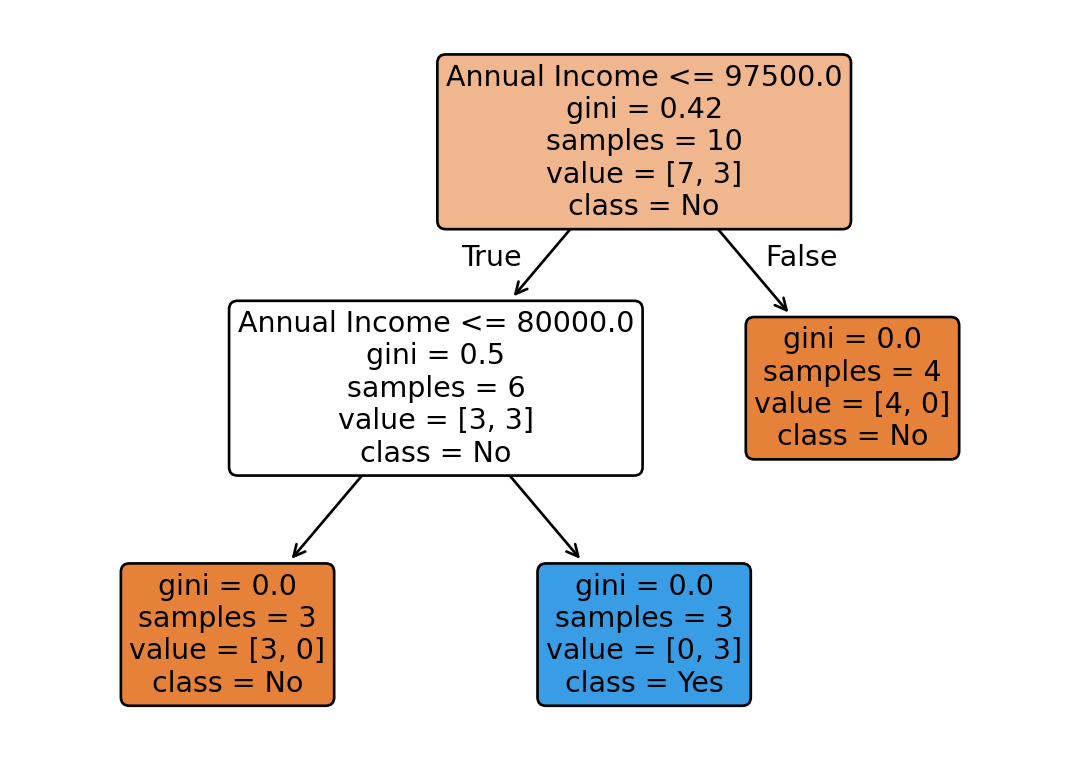 Annual Income <= 97500.0
gini = 0.42
samples = 10
value = [7, 3]
class = No
True
False
Annual Income <= 80000.0
gini = 0.5
samples = 6
value = [3, 3]
class = No
gini = 0.0
samples = 4
value = [4, 0]
class = No
gini = 0.0
samples = 3
value = [3, 0]
class = No
gini = 0.0
samples = 3
value = [0, 3]
class = Yes